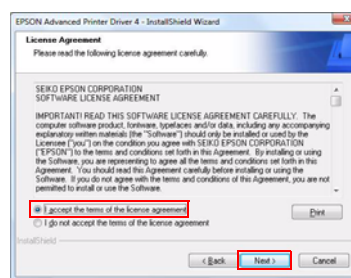 EPSON Advanced Printer Driver 4 - InstallShield Wizard
License Agreement
Please read the following license agreement carefully.
SEIKO EPSON CORPORATION
SOFTWARE LICENSE AGREEMENT
IMPORTANT! READ THIS SOFTWARE LICENSE AGREEMENT CAREFULLY. The
computer software product, fontware, typefaces and/or data, including any accompanying
explanatory written materials (the "Software") should only be installed or used by the
Licensee ("you") on the condition you agree with SEIKO EPSON CORPORATION
("EPSON") to the terms and conditions set forth in this Agreement. By installing or using
the Software, you are representing to agree all the terms and conditions set forth in this
Agreement. You should read this Agreement carefully before installing or using the
Software. If you do not agree with the terms and conditions of this Agreement, you are not
permitted to install or use the Software.
I accept the terms of the license agreement
Print
I do not accept the terms of the license agreement
InstallShield
< Back
Next >
Cancel